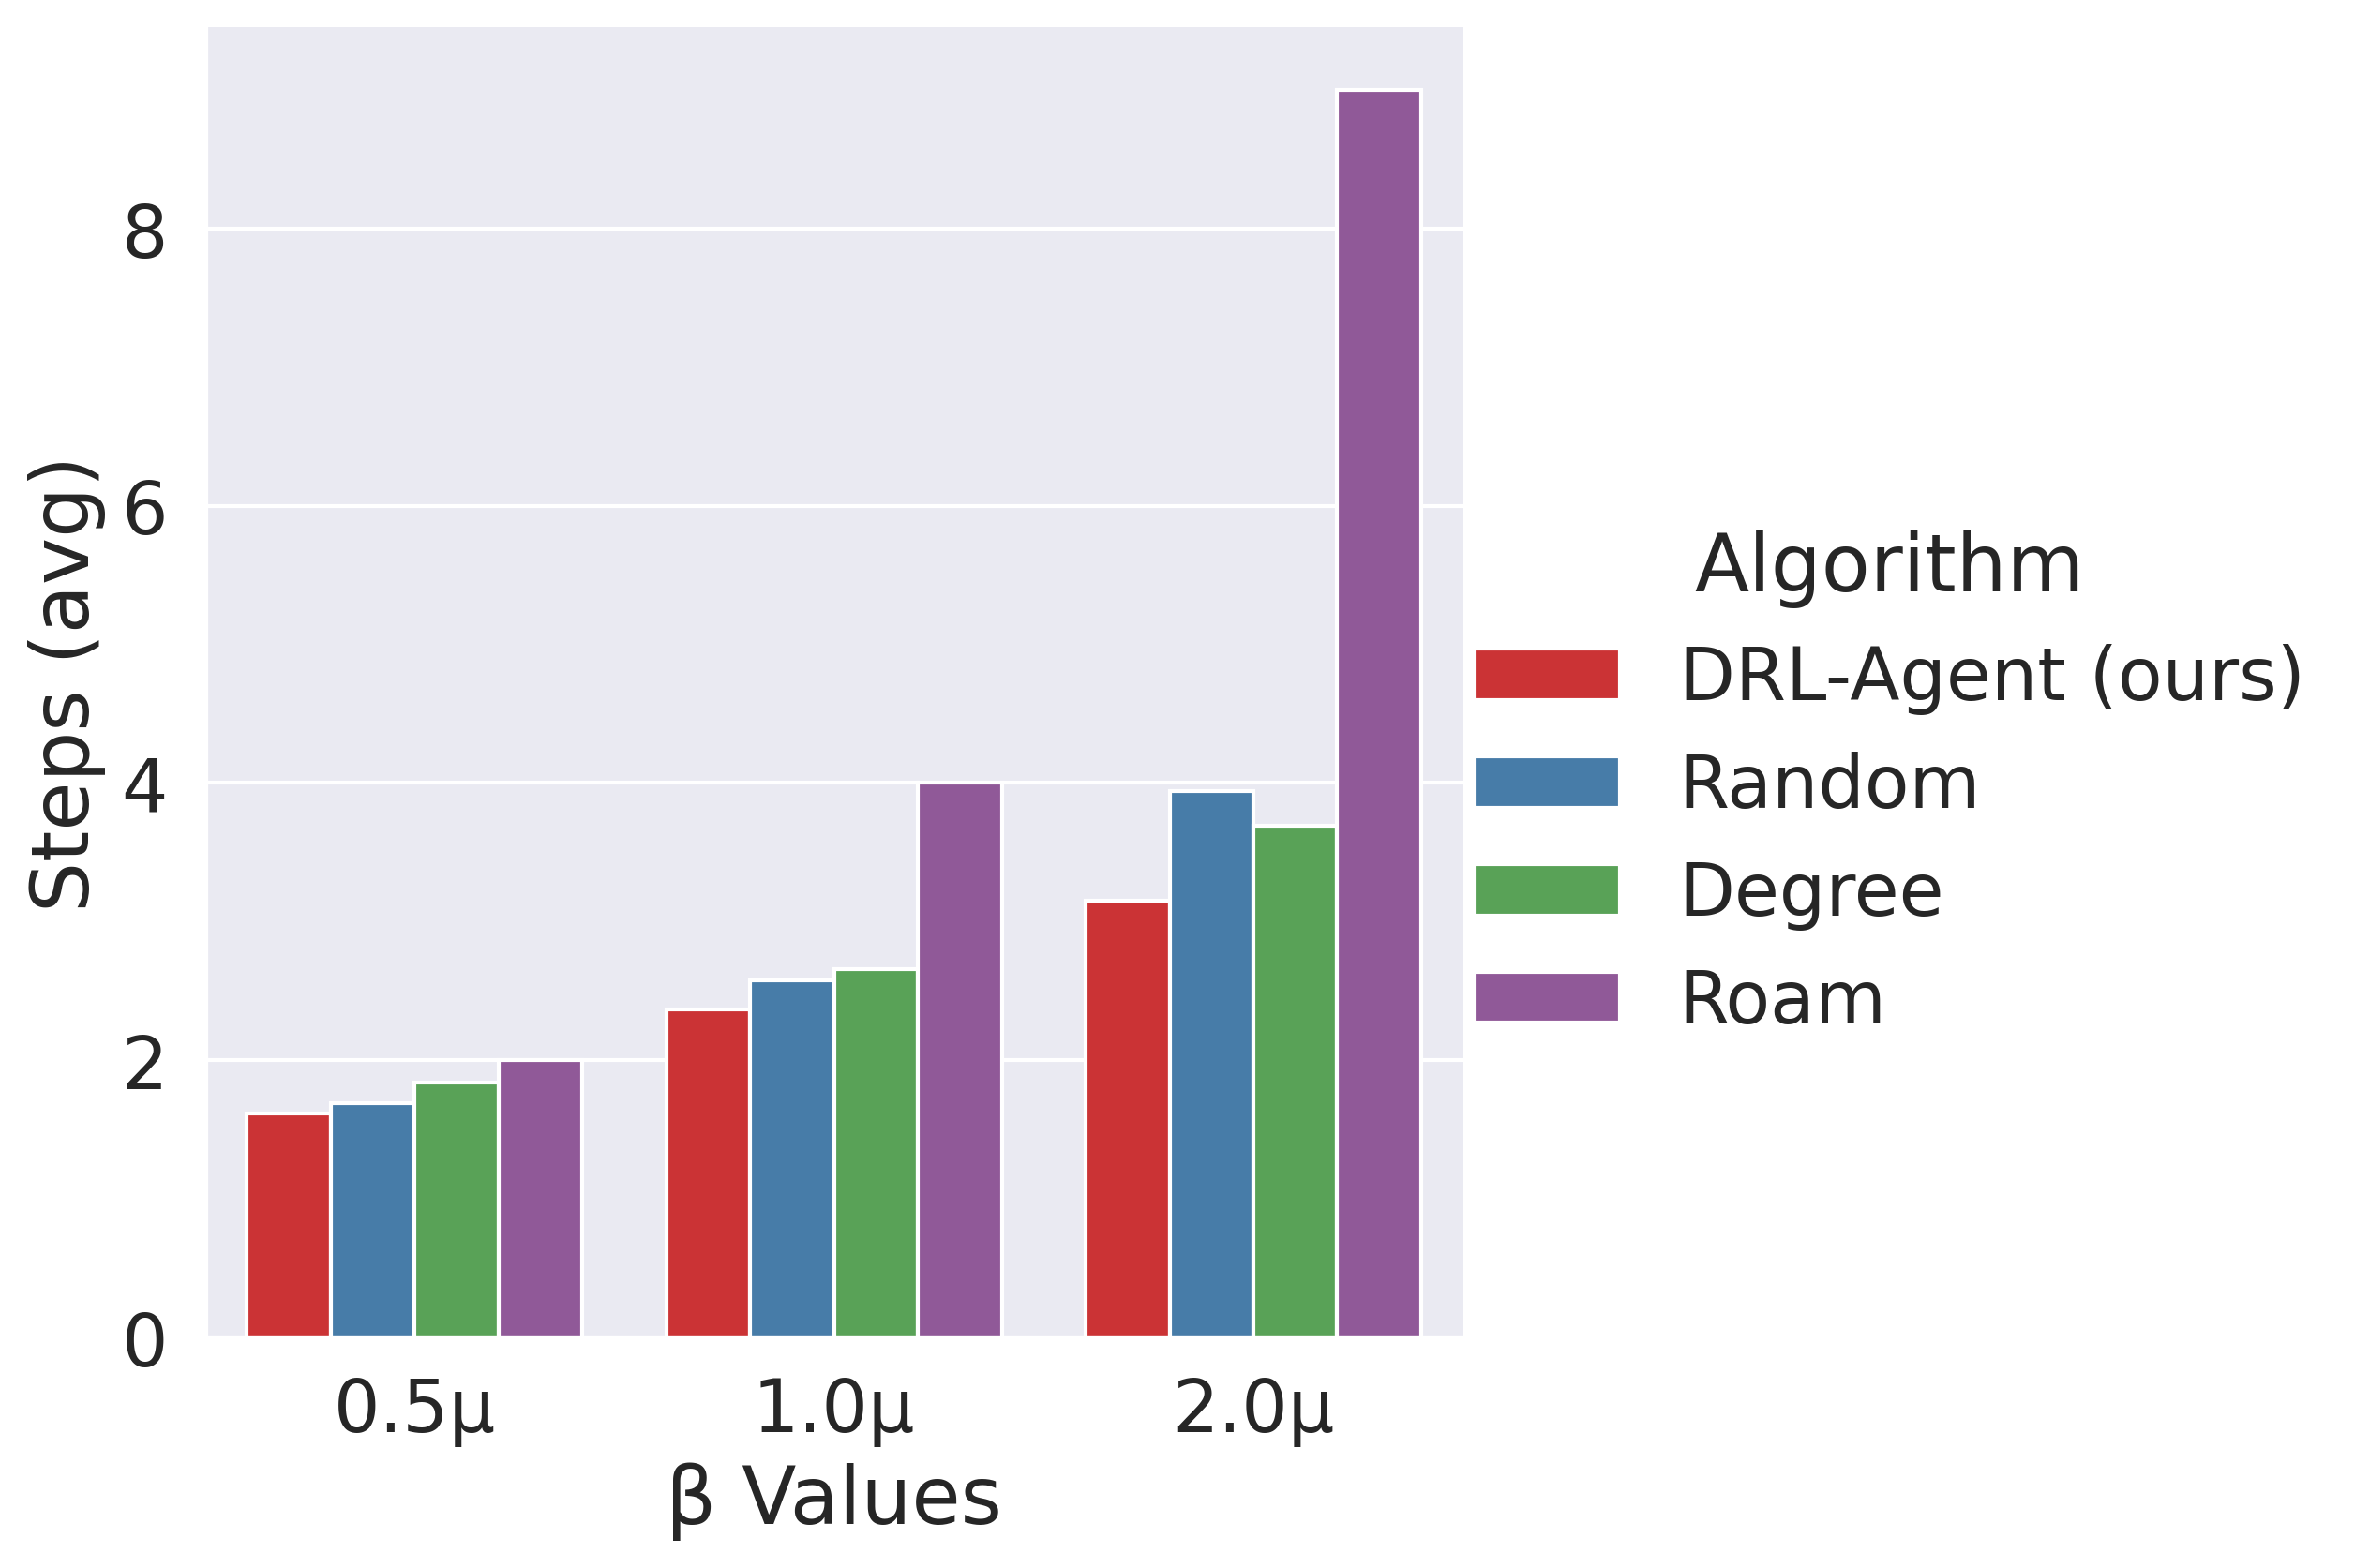 Steps (avg)
8
6
4
2
0
0.5μ 1.0μ 2.0μ
β Values
Algorithm
DRL-Agent (ours)
Random
Degree
Roam